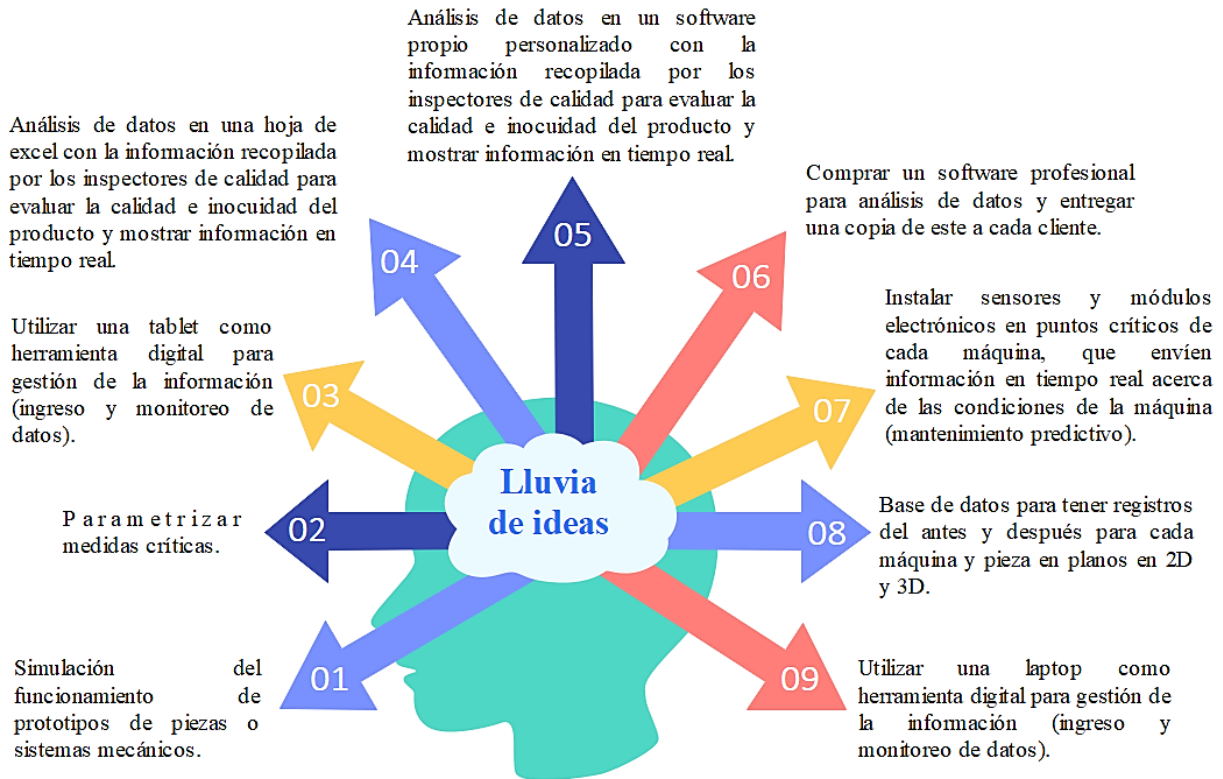 Lluvia
de ideas
01
Simulación del
funcionamiento de
prototipos de piezas o
sistemas mecánicos.
02
Parametrizar
medidas críticas.
03
Utilizar una tablet como
herramienta digital para
gestión de la información
(ingreso y monitoreo de
datos).
04
Análisis de datos en una hoja de
excel con la información recopilada
por los inspectores de calidad para
evaluar la calidad e inocuidad del
producto y mostrar información en
tiempo real.
05
Análisis de datos en un software
propio personalizado con la
información recopilada por los
inspectores de calidad para evaluar la
calidad e inocuidad del producto y
mostrar información en tiempo real.
06
Comprar un software profesional
para análisis de datos y entregar
una copia de este a cada cliente.
07
Instalar sensores y módulos
electrónicos en puntos críticos de
cada máquina, que envíen
información en tiempo real acerca
de las condiciones de la máquina
(mantenimiento predictivo).
08
Base de datos para tener registros
del antes y después para cada
máquina y pieza en planos en 2D
y 3D.
09
Utilizar una laptop como
herramienta digital para gestión de
la información (ingreso y
monitoreo de datos).